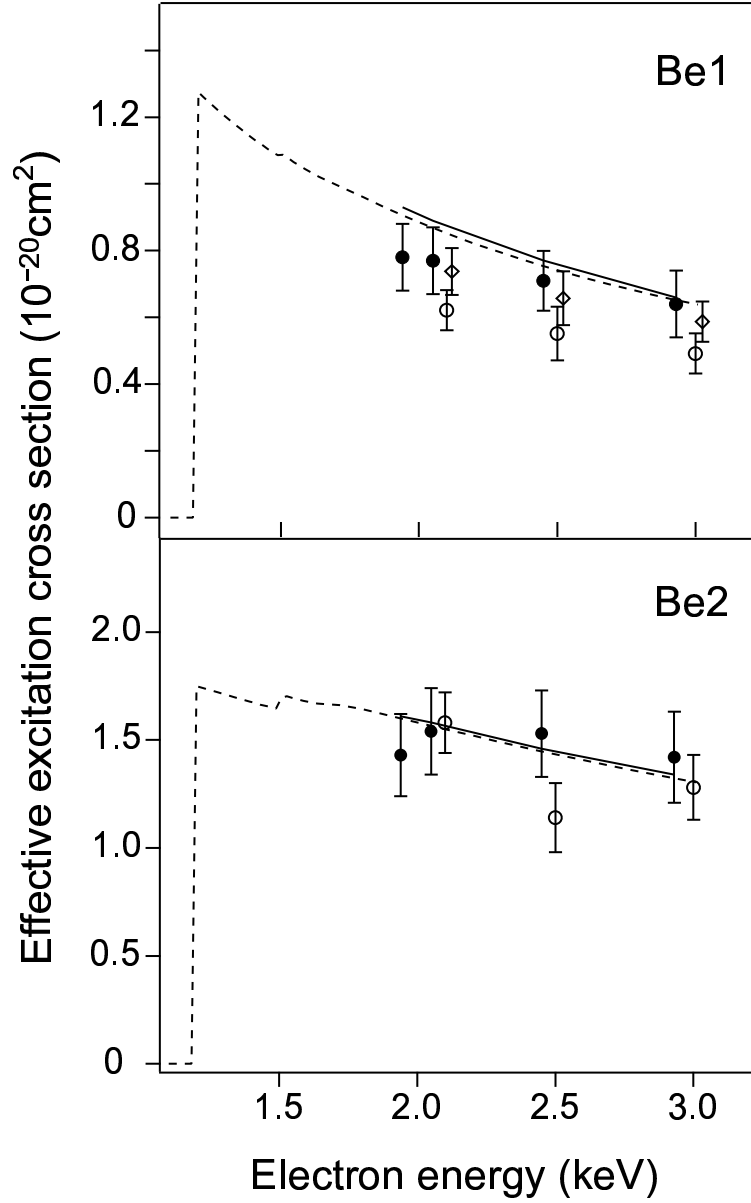 Effective excitation cross section (10⁻²⁰cm²)
Be1
1.2
0.8
0.4
0
Be2
2.0
1.5
1.0
0.5
0
1.5 2.0 2.5 3.0
Electron energy (keV)